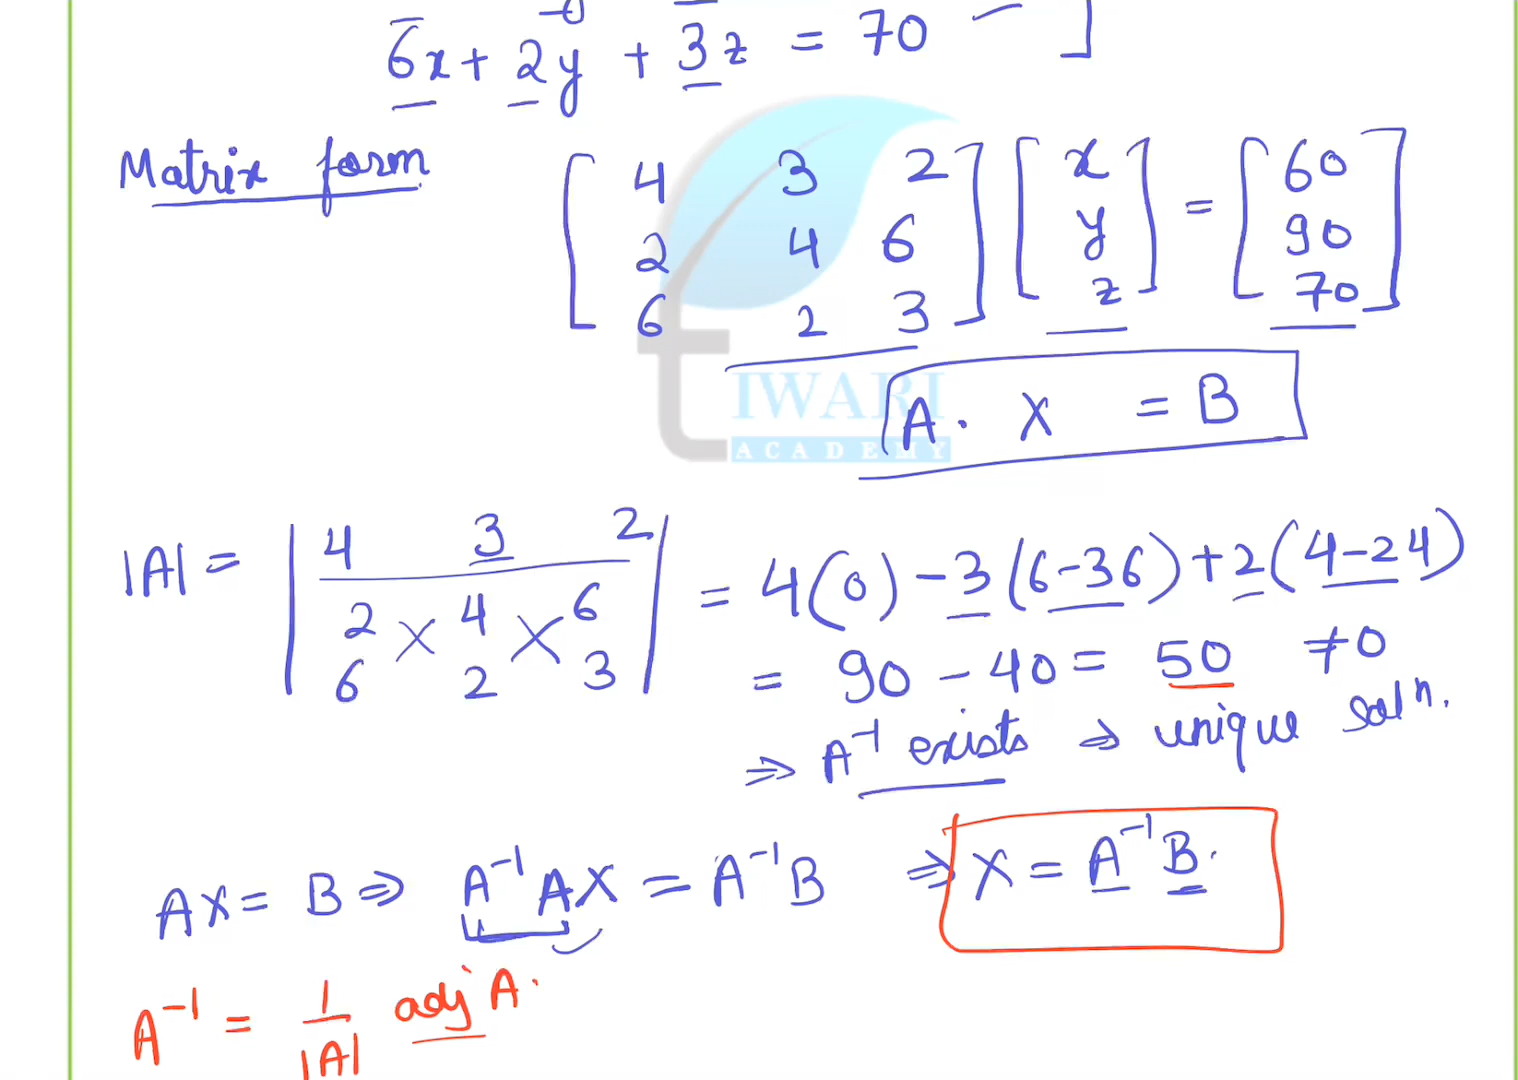 6x + 2y + 3z = 70
Matrix form [4 3 2] [x] = [60]
[2 4 6] [y] [90]
[6 2 3] [z] [70]
TIWARI
ACADEMY
A . X = B
|A| = |4 3 2| = 4(0) -3(6-36)+2(4-24)
|2 4 6|
|6 2 3| = 90 - 40 = 50 ≠0
⇒ A⁻¹ exists ⇒ unique solⁿ.
AX = B ⇒ A⁻¹AX = A⁻¹B ⇒ X = A⁻¹B.
A⁻¹ = 1/|A| adj A.